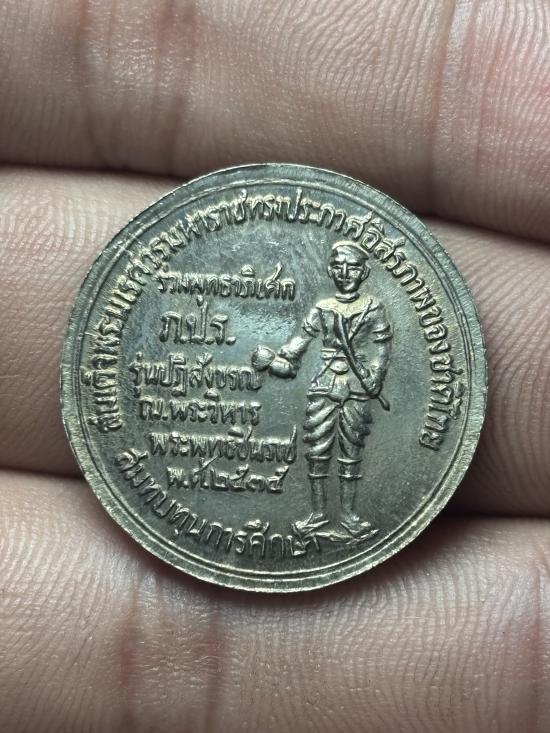 สมเด็จพระนเรศวรมหาราชทรงประกาศอิสรภาพของชาติไทย
ร่วมพุทธาภิเศก
ภ.ป.ร.
รุ่นปฏิสังขรณ์
ณ.พระวิหาร
พระพุทธชินราช
พ.ศ.๒๕๓๕
สมทบทุนการศึกษา